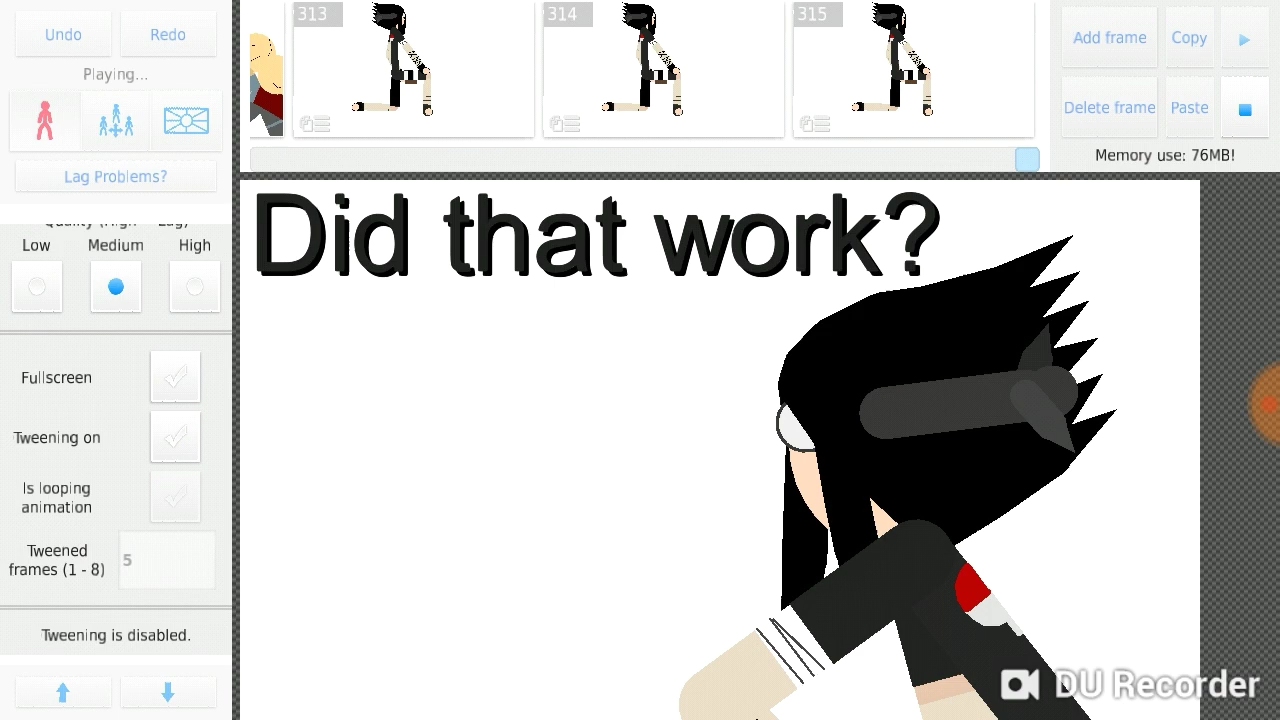 Undo
Redo
Playing...
Lag Problems?
Low
Medium
High
Fullscreen
Tweening on
Is looping
animation
Tweened
frames (1 - 8)
5
Tweening is disabled.
313
314
315
Add frame
Copy
Delete frame
Paste
Memory use: 76MB!
Did that work?
DU Recorder